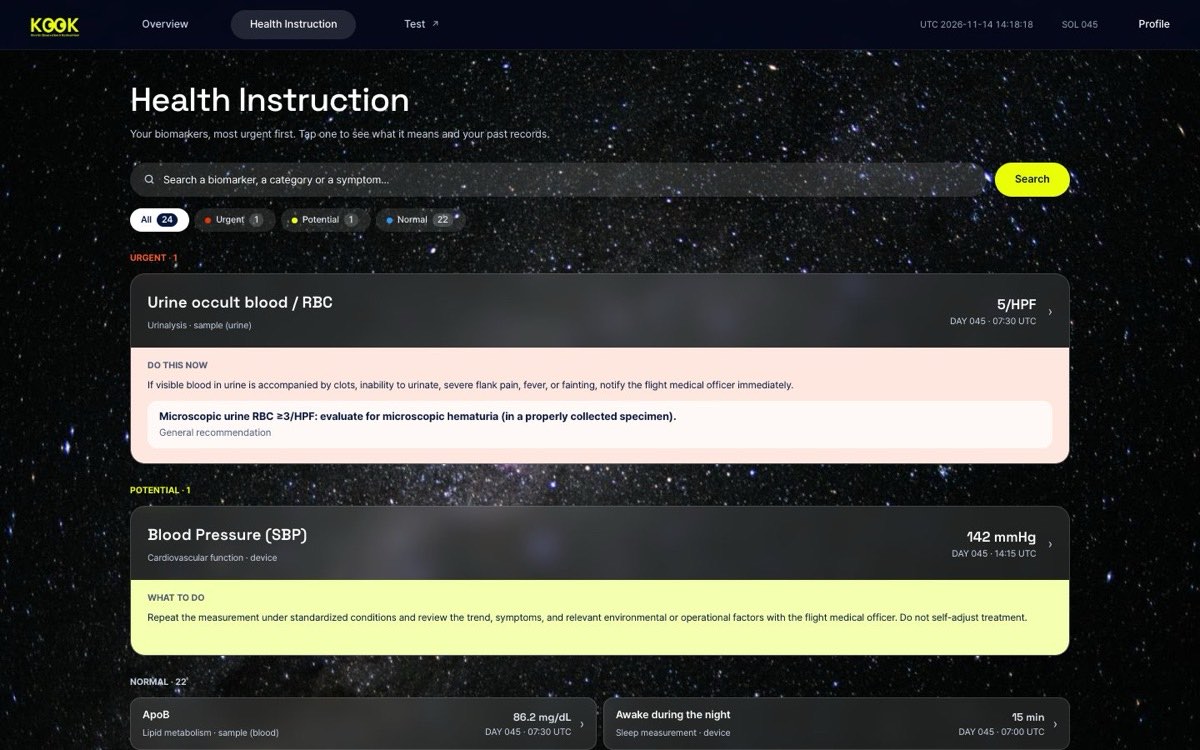 KOOK
Overview
Health Instruction
Test ↗
UTC 2026-11-14 14:18:18
SOL 045
Profile
Health Instruction
Your biomarkers, most urgent first. Tap one to see what it means and your past records.
Search a biomarker, a category or a symptom...
Search
All 24
Urgent 1
Potential 1
Normal 22
URGENT · 1
Urine occult blood / RBC
Urinalysis · sample (urine)
5/HPF
DAY 045 · 07:30 UTC
DO THIS NOW
If visible blood in urine is accompanied by clots, inability to urinate, severe flank pain, fever, or fainting, notify the flight medical officer immediately.
Microscopic urine RBC ≥3/HPF: evaluate for microscopic hematuria (in a properly collected specimen).
General recommendation
POTENTIAL · 1
Blood Pressure (SBP)
Cardiovascular function · device
142 mmHg
DAY 045 · 14:15 UTC
WHAT TO DO
Repeat the measurement under standardized conditions and review the trend, symptoms, and relevant environmental or operational factors with the flight medical officer. Do not self-adjust treatment.
NORMAL · 22
ApoB
Lipid metabolism · sample (blood)
86.2 mg/dL
DAY 045 · 07:30 UTC
Awake during the night
Sleep measurement · device
15 min
DAY 045 · 07:00 UTC